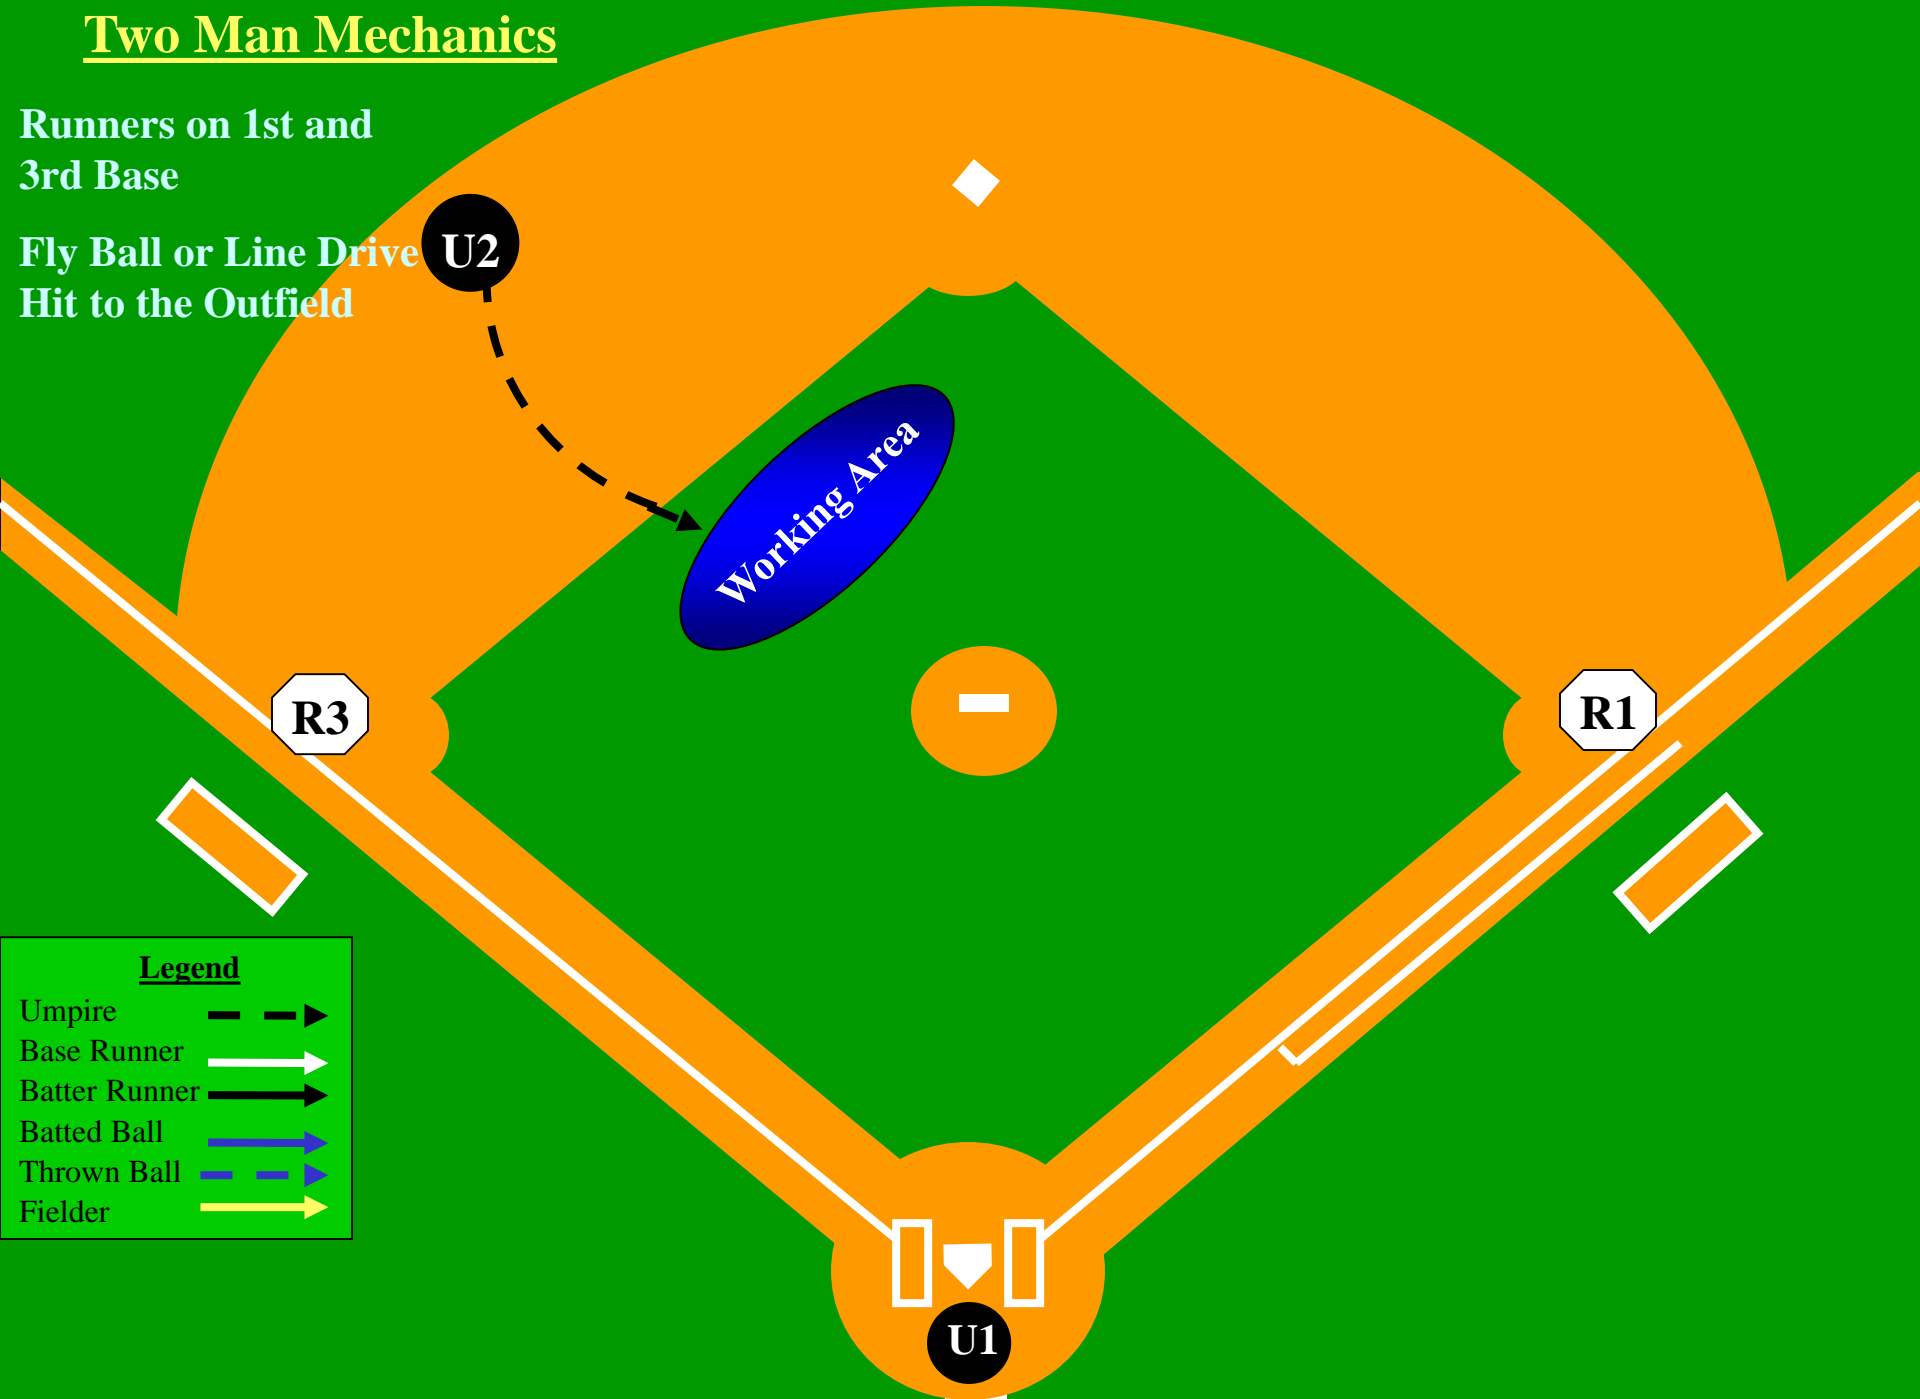 Two Man Mechanics
Runners on 1st and
3rd Base
Fly Ball or Line Drive
Hit to the Outfield
U2
Working Area
R3
R1
Legend
Umpire
Base Runner
Batter Runner
Batted Ball
Thrown Ball
Fielder
U1